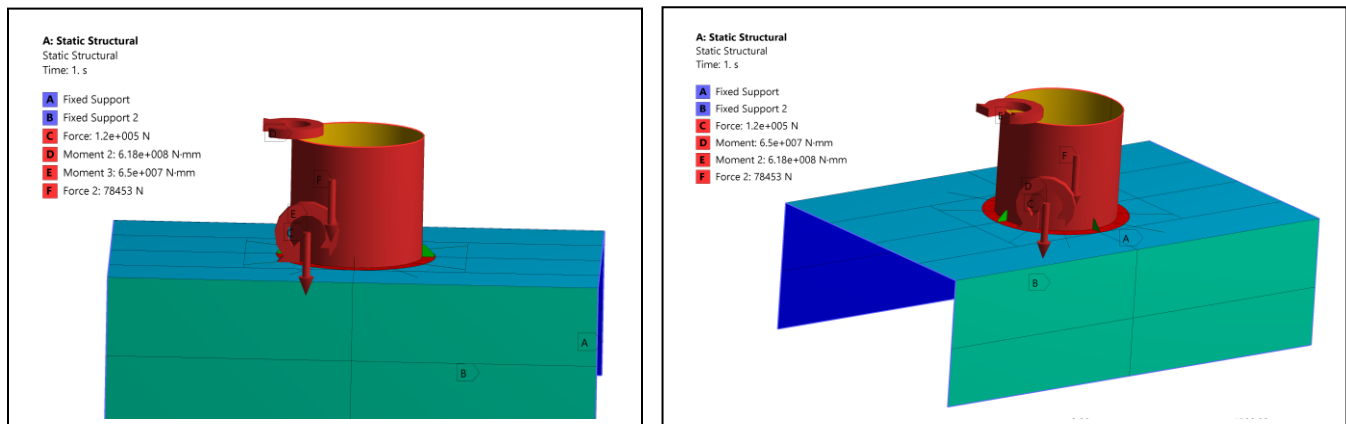 A: Static Structural
Static Structural
Time: 1. s
A Fixed Support
B Fixed Support 2
C Force: 1.2e+005 N
D Moment 2: 6.18e+008 N·mm
E Moment 3: 6.5e+007 N·mm
F Force 2: 78453 N
D
F
E
A
B
A: Static Structural
Static Structural
Time: 1. s
A Fixed Support
B Fixed Support 2
C Force: 1.2e+005 N
D Moment: 6.5e+007 N·mm
E Moment 2: 6.18e+008 N·mm
F Force 2: 78453 N
E
F
D
C
A
B